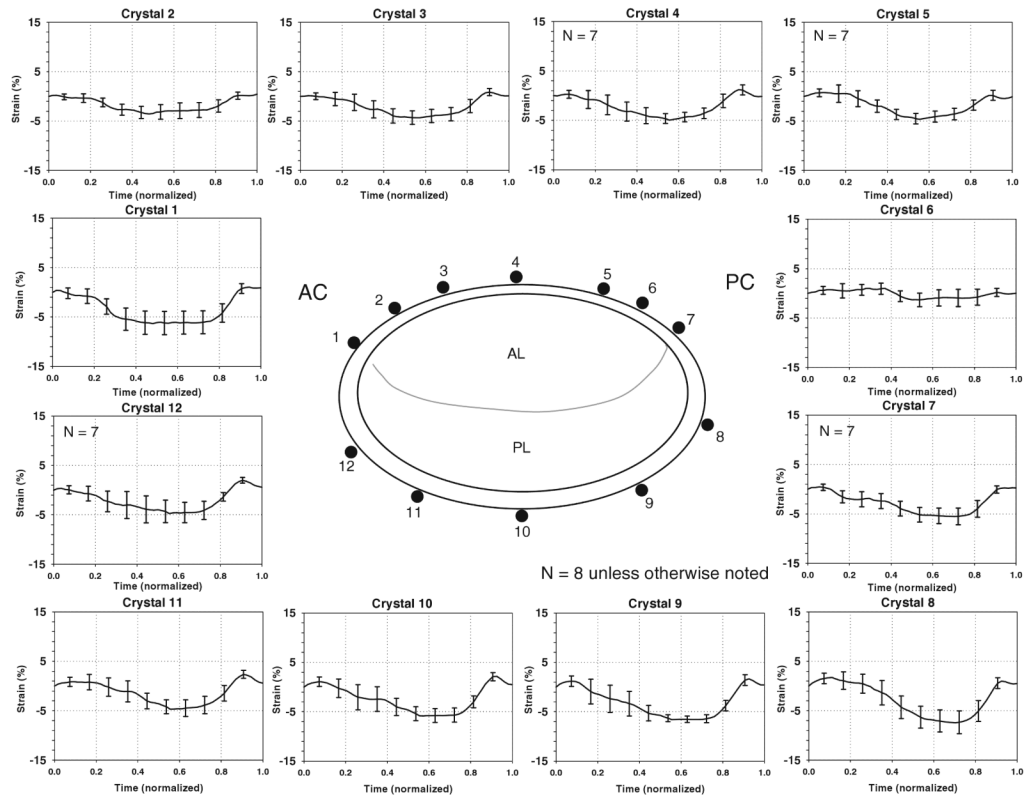 Crystal 2
15
5
-5
-15
Strain (%)
0.0 0.2 0.4 0.6 0.8 1.0
Time (normalized)
Crystal 3
15
5
-5
-15
Strain (%)
0.0 0.2 0.4 0.6 0.8 1.0
Time (normalized)
Crystal 4
N = 7
15
5
-5
-15
Strain (%)
0.0 0.2 0.4 0.6 0.8 1.0
Time (normalized)
Crystal 5
N = 7
15
5
-5
-15
Strain (%)
0.0 0.2 0.4 0.6 0.8 1.0
Time (normalized)
Crystal 1
15
5
-5
-15
Strain (%)
0.0 0.2 0.4 0.6 0.8 1.0
Time (normalized)
AC
PC
1
2
3
4
5
6
7
8
9
10
11
12
AL
PL
N = 8 unless otherwise noted
Crystal 6
15
5
-5
-15
Strain (%)
0.0 0.2 0.4 0.6 0.8 1.0
Time (normalized)
Crystal 12
N = 7
15
5
-5
-15
Strain (%)
0.0 0.2 0.4 0.6 0.8 1.0
Time (normalized)
Crystal 7
N = 7
15
5
-5
-15
Strain (%)
0.0 0.2 0.4 0.6 0.8 1.0
Time (normalized)
Crystal 11
15
5
-5
-15
Strain (%)
0.0 0.2 0.4 0.6 0.8 1.0
Time (normalized)
Crystal 10
15
5
-5
-15
Strain (%)
0.0 0.2 0.4 0.6 0.8 1.0
Time (normalized)
Crystal 9
15
5
-5
-15
Strain (%)
0.0 0.2 0.4 0.6 0.8 1.0
Time (normalized)
Crystal 8
15
5
-5
-15
Strain (%)
0.0 0.2 0.4 0.6 0.8 1.0
Time (normalized)